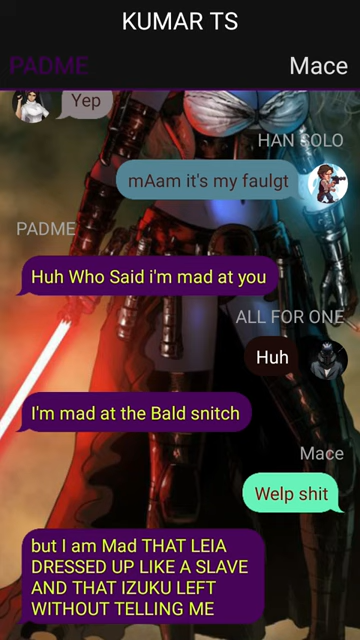 KUMAR TS
PADME
Mace
Yep
HAN SOLO
mAam it's my faulgt
PADME
Huh Who Said i'm mad at you
ALL FOR ONE
Huh
I'm mad at the Bald snitch
Mace
Welp shit
but I am Mad THAT LEIA
DRESSED UP LIKE A SLAVE
AND THAT IZUKU LEFT
WITHOUT TELLING ME